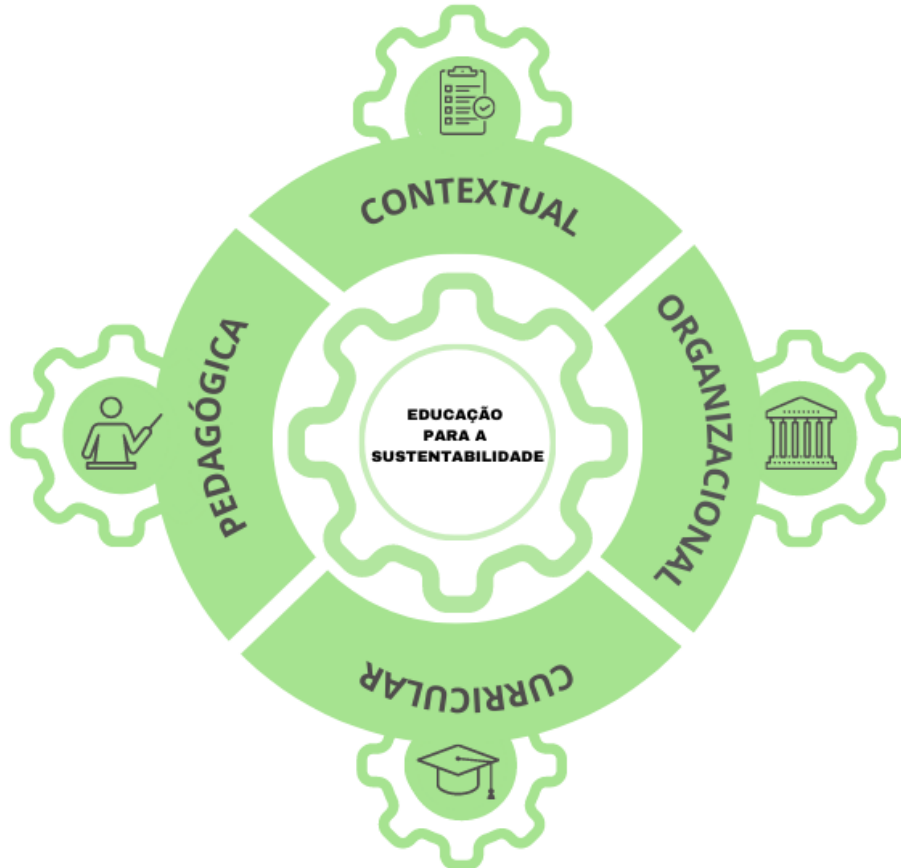 CONTEXTUAL
ORGANIZACIONAL
PEDAGÓGICA
EDUCAÇÃO
PARA A
SUSTENTABILIDADE
CURRICULAR